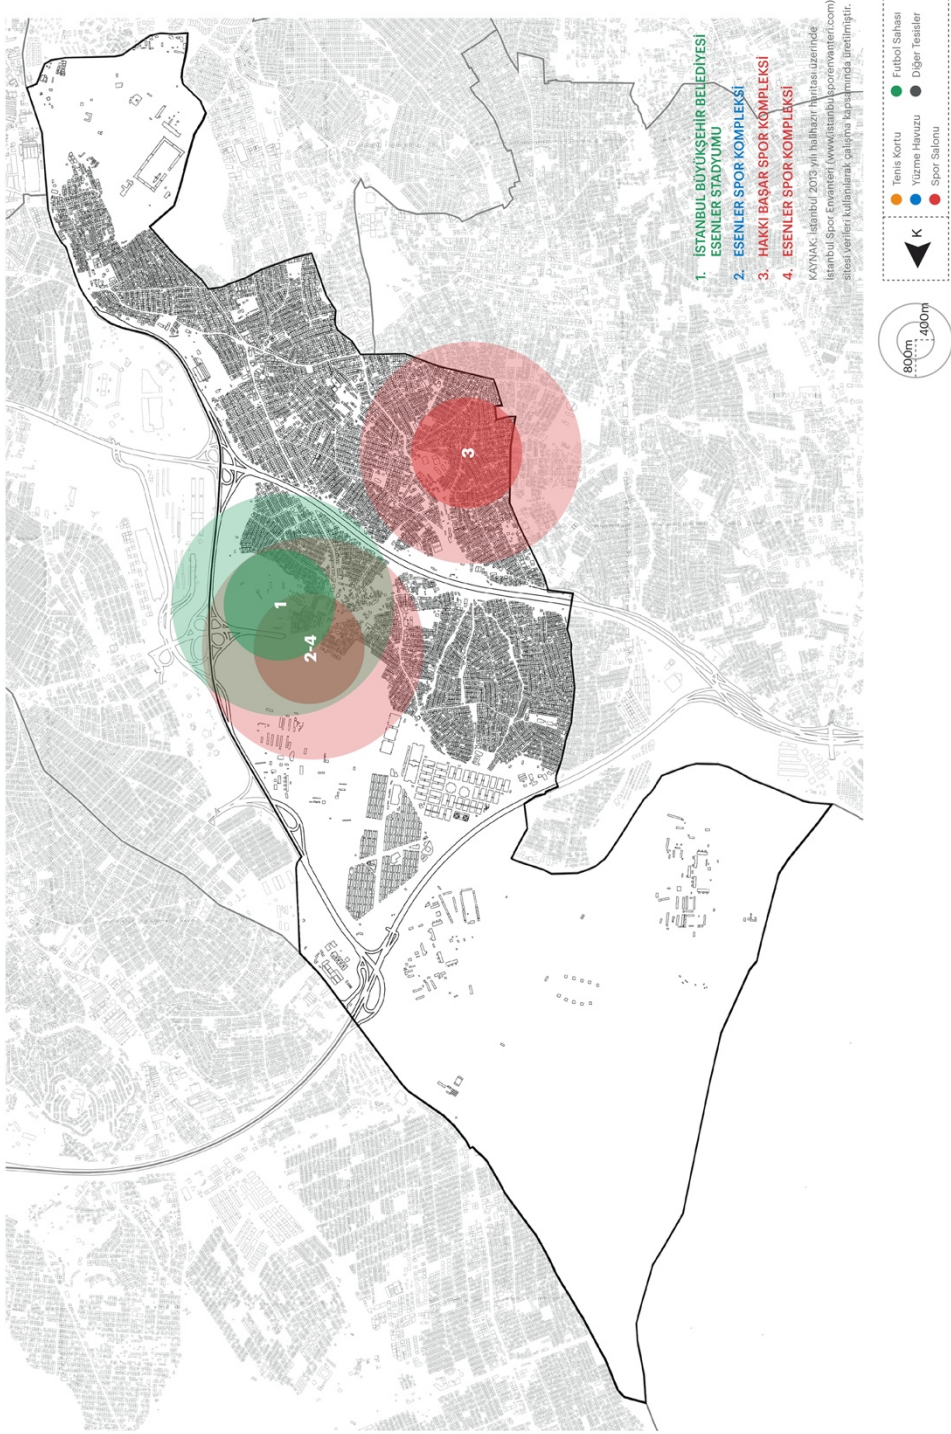 1. İSTANBUL BÜYÜKŞEHİR BELEDİYESİ
ESENLER STADYUMU
2. ESENLER SPOR KOMPLEKSİ
3. HAKKI BAŞAR SPOR KOMPLEKSİ
4. ESENLER SPOR KOMPLEKSİ
KAYNAK: İstanbul 2013 yılı halihazır haritası üzerinde
İstanbul Spor Envanteri (www.istanbulsporenvanteri.com)
sitesi verileri kullanılarak çalışma kapsamında üretilmiştir.
1
2-4
3
800m
400m
K
Tenis Kortu
Yüzme Havuzu
Spor Salonu
Futbol Sahası
Diğer Tesisler